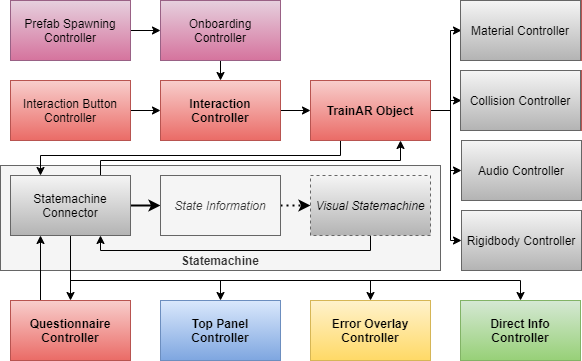 Prefab Spawning
Controller
Onboarding
Controller
Material Controller
Interaction Button
Controller
Interaction
Controller
TrainAR Object
Collision Controller
Audio Controller
Statemachine
Connector
State Information
Visual Statemachine
Rigidbody Controller
Statemachine
Questionnaire
Controller
Top Panel
Controller
Error Overlay
Controller
Direct Info
Controller